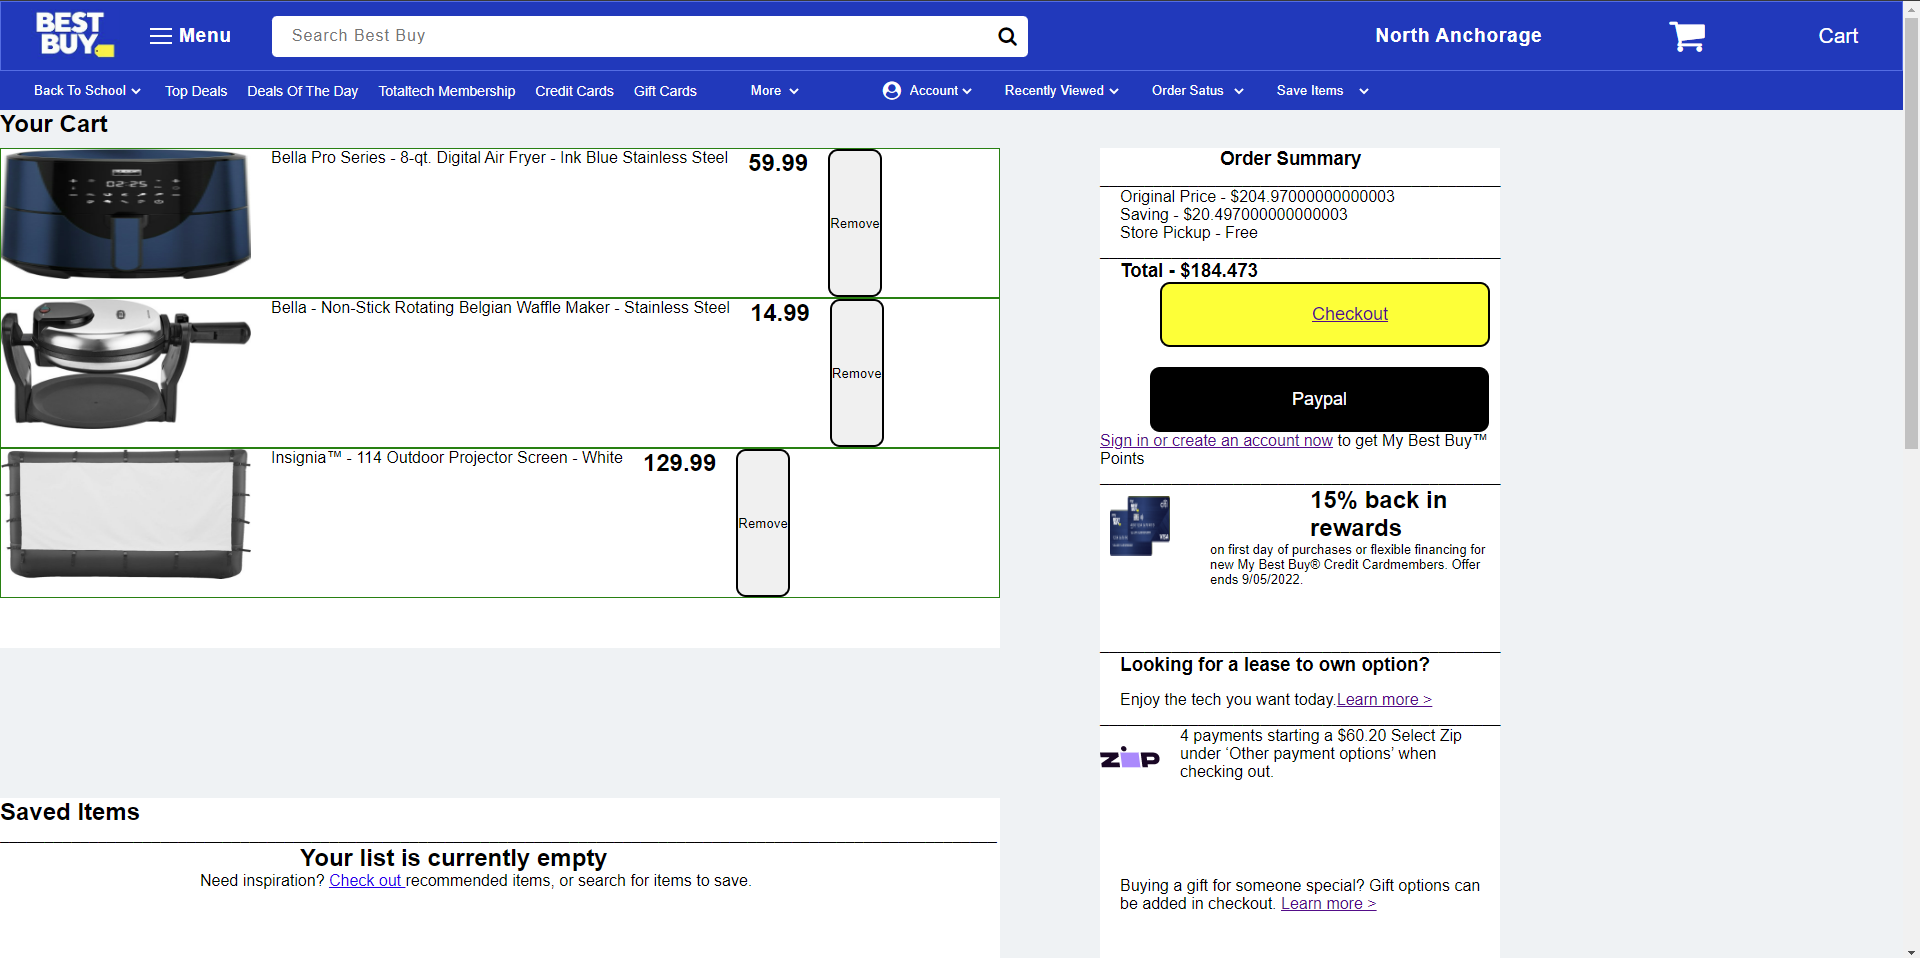 BEST
BUY
Menu
Search Best Buy
North Anchorage
Cart
Back To School
Top Deals
Deals Of The Day
Totaltech Membership
Credit Cards
Gift Cards
More
Account
Recently Viewed
Order Satus
Save Items
Your Cart
02:25
Bella Pro Series - 8-qt. Digital Air Fryer - Ink Blue Stainless Steel
59.99
Remove
Bella - Non-Stick Rotating Belgian Waffle Maker - Stainless Steel
14.99
Remove
Insignia™ - 114 Outdoor Projector Screen - White
129.99
Remove
Saved Items
Your list is currently empty
Need inspiration? Check out recommended items, or search for items to save.
Order Summary
Original Price - $204.97000000000003
Saving - $20.497000000000003
Store Pickup - Free
Total - $184.473
Checkout
Paypal
Sign in or create an account now to get My Best Buy™
Points
VISA
15% back in
rewards
on first day of purchases or flexible financing for
new My Best Buy® Credit Cardmembers. Offer
ends 9/05/2022.
Looking for a lease to own option?
Enjoy the tech you want today.Learn more >
ZIP
4 payments starting a $60.20 Select Zip
under ‘Other payment options’ when
checking out.
Buying a gift for someone special? Gift options can
be added in checkout. Learn more >